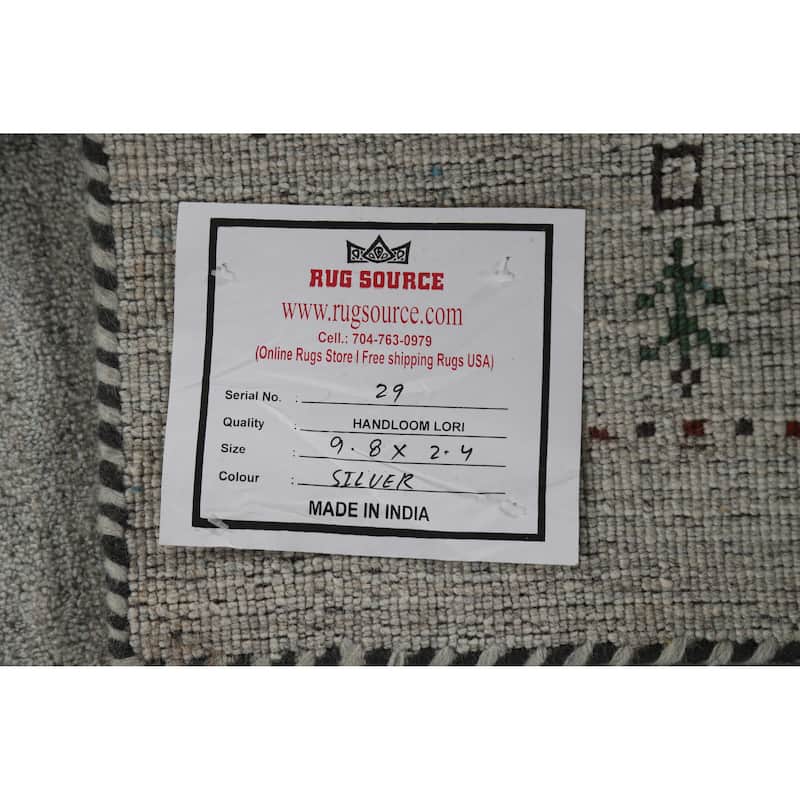 RUG SOURCE
www.rugsource.com
Cell.: 704-763-0979
(Online Rugs Store I Free shipping Rugs USA)
Serial No. : 29
Quality : HANDLOOM LORI
Size : 9.8 x 2.4
Colour : SILVER
MADE IN INDIA